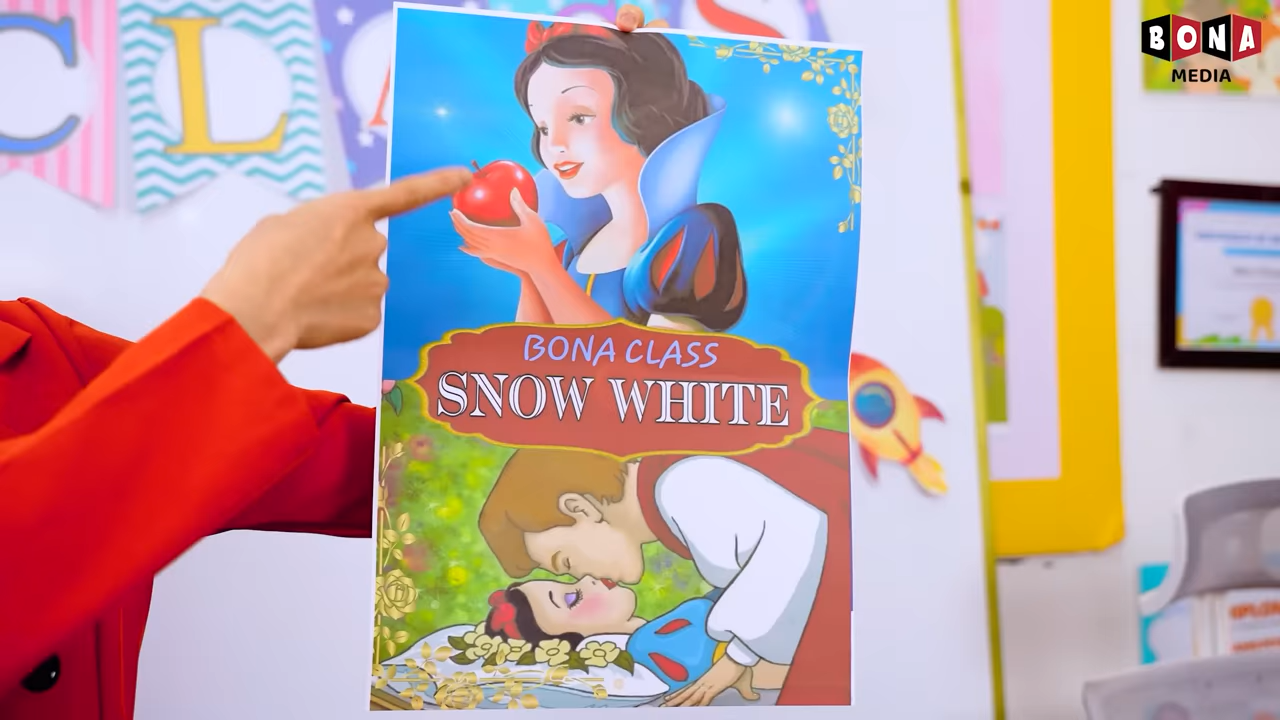 C L A S
BONA
MEDIA
BONA CLASS
SNOW WHITE